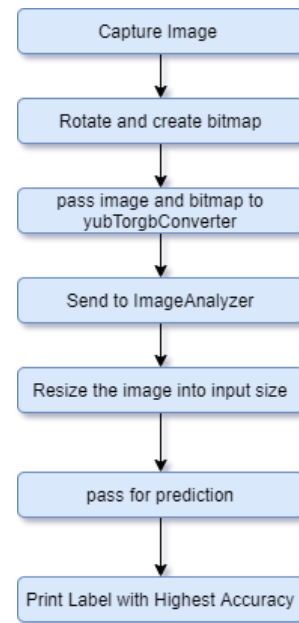 Capture Image
Rotate and create bitmap
pass image and bitmap to
yubTorgbConverter
Send to ImageAnalyzer
Resize the image into input size
pass for prediction
Print Label with Highest Accuracy